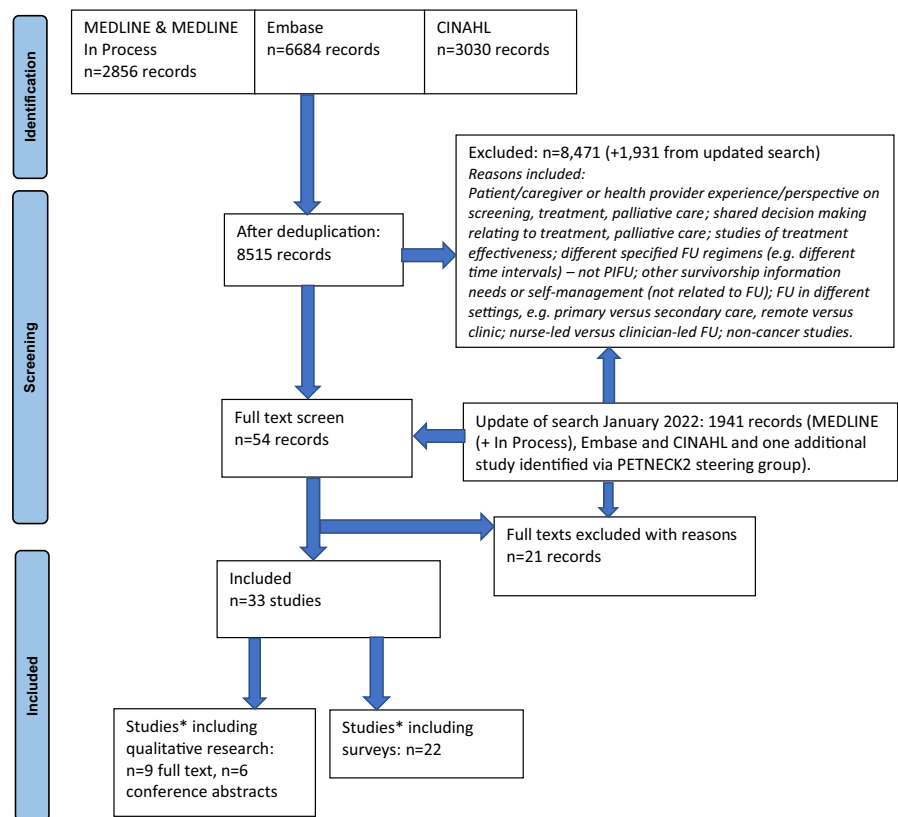 Identification
MEDLINE & MEDLINE
In Process
n=2856 records
Embase
n=6684 records
CINAHL
n=3030 records
Excluded: n=8,471 (+1,931 from updated search)
Reasons included:
Patient/caregiver or health provider experience/perspective on
screening, treatment, palliative care; shared decision making
relating to treatment, palliative care; studies of treatment
effectiveness; different specified FU regimens (e.g. different
time intervals) – not PIFU; other survivorship information
needs or self-management (not related to FU); FU in different
settings, e.g. primary versus secondary care, remote versus
clinic; nurse-led versus clinician-led FU; non-cancer studies.
Screening
After deduplication:
8515 records
Full text screen
n=54 records
Update of search January 2022: 1941 records (MEDLINE
(+ In Process), Embase and CINAHL and one additional
study identified via PETNECK2 steering group).
Full texts excluded with reasons
n=21 records
Included
Included
n=33 studies
Studies* including
qualitative research:
n=9 full text, n=6
conference abstracts
Studies* including
surveys: n=22